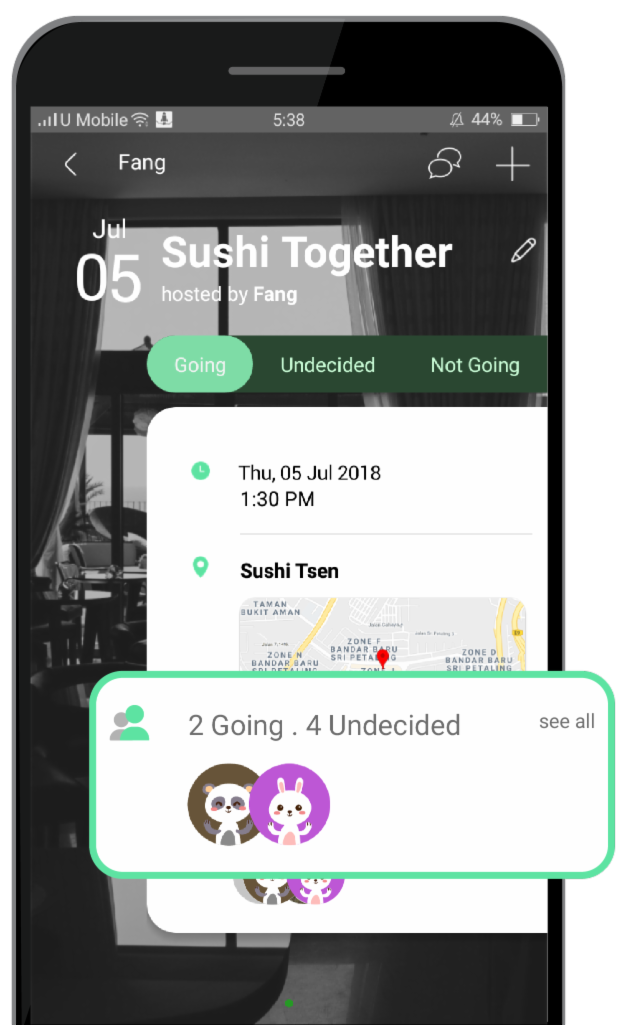 U Mobile 5:38 44%
Fang
Jul
05
Sushi Together
hosted by Fang
Going Undecided Not Going
Thu, 05 Jul 2018
1:30 PM
Sushi Tsen
TAMAN
BUKIT AMAN
ZONE F
BANDAR BARU
SRI PETALING
ZONE N
BANDAR BARU
SRI PETALING
ZONE D
BANDAR BARU
SRI PETALING
2 Going . 4 Undecided see all